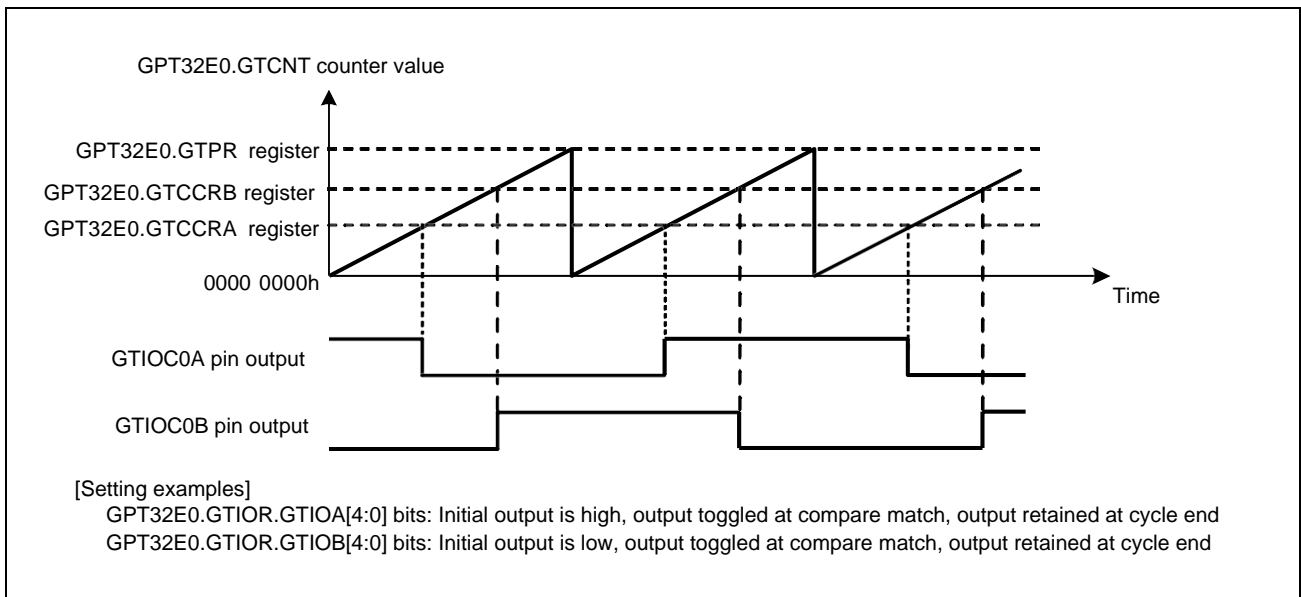 GPT32E0.GTCNT counter value
GPT32E0.GTPR register
GPT32E0.GTCCRB register
GPT32E0.GTCCRA register
0000 0000h
Time
GTIOC0A pin output
GTIOC0B pin output
[Setting examples]
GPT32E0.GTIOR.GTIOA[4:0] bits: Initial output is high, output toggled at compare match, output retained at cycle end
GPT32E0.GTIOR.GTIOB[4:0] bits: Initial output is low, output toggled at compare match, output retained at cycle end